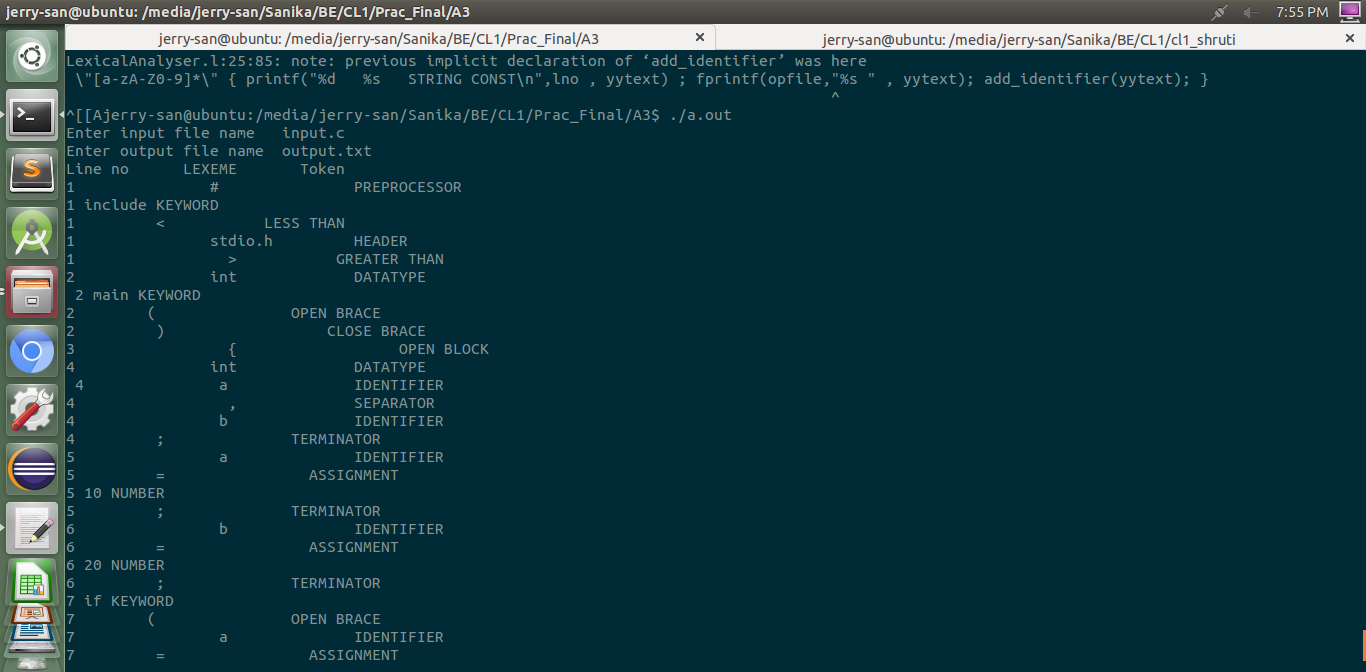 jerry-san@ubuntu: /media/jerry-san/Sanika/BE/CL1/Prac_Final/A3 7:55 PM
jerry-san@ubuntu: /media/jerry-san/Sanika/BE/CL1/Prac_Final/A3 × jerry-san@ubuntu: /media/jerry-san/Sanika/BE/CL1/cl1_shruti ×
LexicalAnalyser.l:25:85: note: previous implicit declaration of ‘add_identifier’ was here
\"[a-zA-Z0-9]*\" { printf("%d   %s   STRING CONST\n",lno , yytext) ; fprintf(opfile,"%s " , yytext); add_identifier(yytext); }
^
^[[Ajerry-san@ubuntu:/media/jerry-san/Sanika/BE/CL1/Prac_Final/A3$ ./a.out
Enter input file name   input.c
Enter output file name  output.txt
Line no      LEXEME       Token
1               #               PREPROCESSOR
1 include KEYWORD
1         <           LESS THAN
1               stdio.h         HEADER
1                 >           GREATER THAN
2               int             DATATYPE
2 main KEYWORD
2        (               OPEN BRACE
2         )                  CLOSE BRACE
3                 {                  OPEN BLOCK
4               int             DATATYPE
4               a              IDENTIFIER
4                 ,             SEPARATOR
4                b              IDENTIFIER
4         ;              TERMINATOR
5                a              IDENTIFIER
5         =                ASSIGNMENT
5 10 NUMBER
5         ;              TERMINATOR
6                b              IDENTIFIER
6         =                ASSIGNMENT
6 20 NUMBER
6         ;              TERMINATOR
7 if KEYWORD
7        (               OPEN BRACE
7                a              IDENTIFIER
7         =                ASSIGNMENT